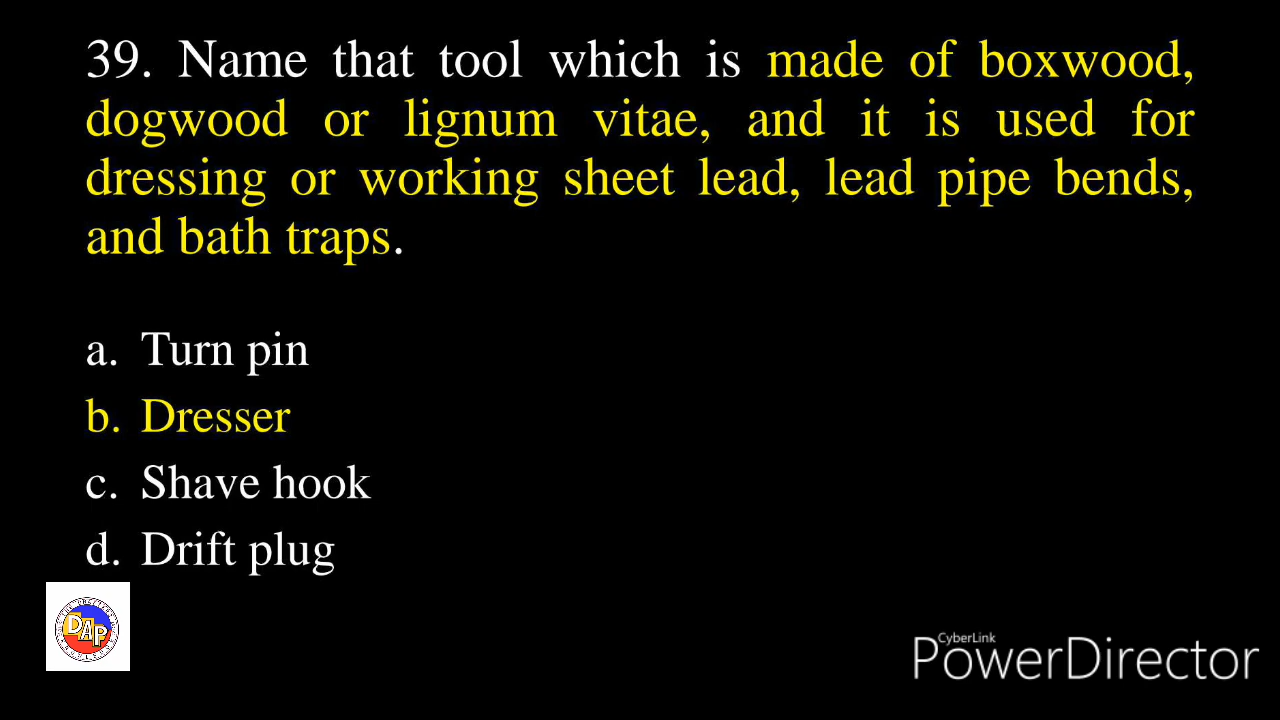 39. Name that tool which is made of boxwood,
dogwood or lignum vitae, and it is used for
dressing or working sheet lead, lead pipe bends,
and bath traps.
a. Turn pin
b. Dresser
c. Shave hook
d. Drift plug
DAP
CyberLink
PowerDirector